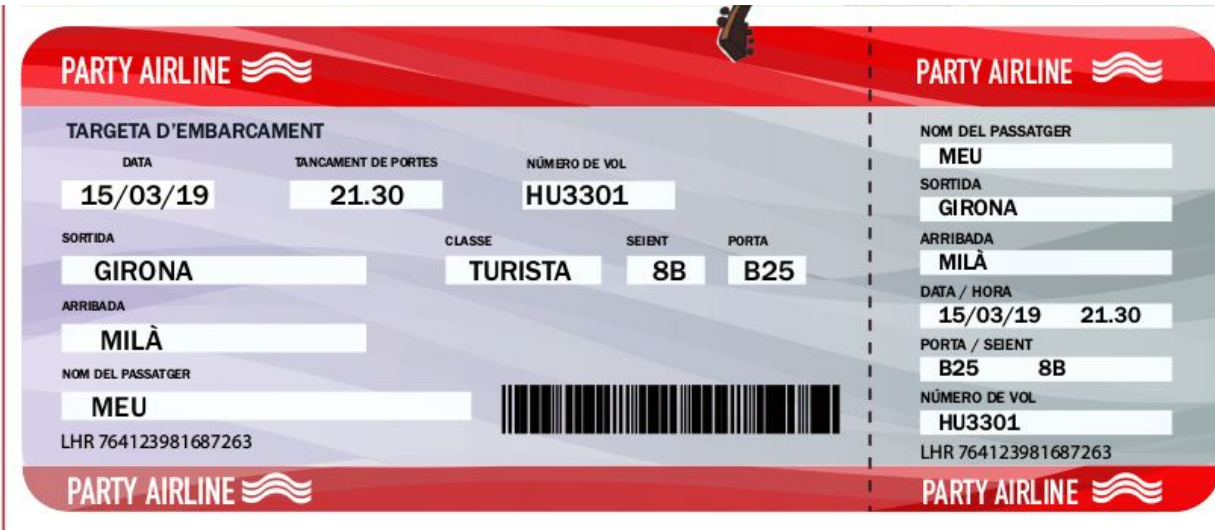 PARTY AIRLINE
TARGETA D'EMBARCAMENT
DATA TANCAMENT DE PORTES NÚMERO DE VOL
15/03/19 21.30 HU3301
SORTIDA CLASSE SEIENT PORTA
GIRONA TURISTA 8B B25
ARRIBADA
MILÀ
NOM DEL PASSATGER
MEU
LHR 764123981687263
PARTY AIRLINE
PARTY AIRLINE
NOM DEL PASSATGER
MEU
SORTIDA
GIRONA
ARRIBADA
MILÀ
DATA / HORA
15/03/19 21.30
PORTA / SEIENT
B25 8B
NÚMERO DE VOL
HU3301
LHR 764123981687263
PARTY AIRLINE